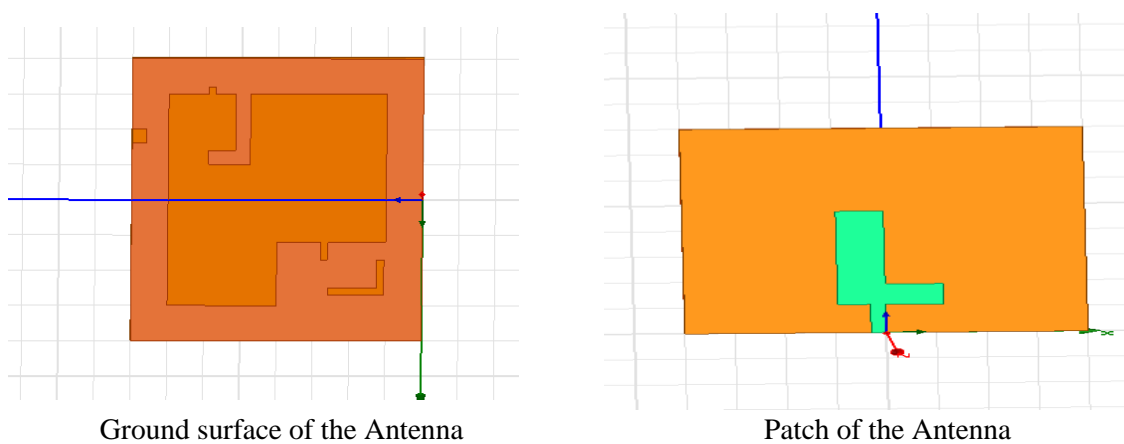 Ground surface of the Antenna
Patch of the Antenna